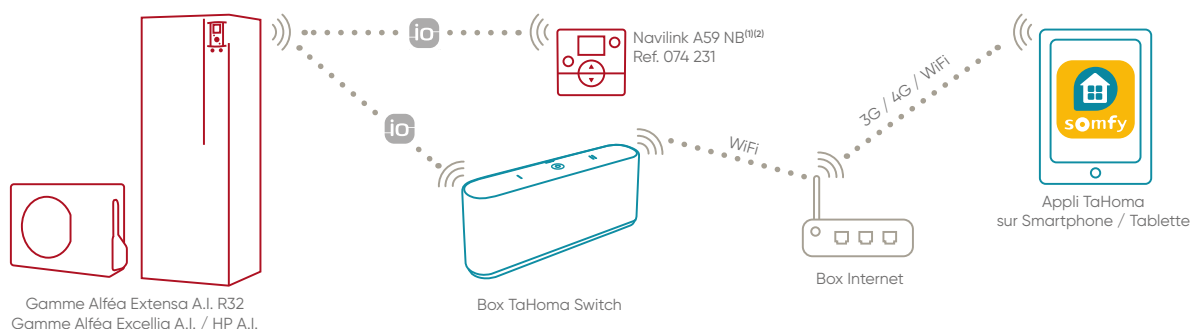 io
Navilink A59 NB(1)(2)
Ref. 074 231
io
WiFi
3G / 4G / WiFi
somfy
Appli TaHoma
sur Smartphone / Tablette
Box Internet
Box TaHoma Switch
Gamme Alféa Extensa A.I. R32
Gamme Alféa Excellia A.I. / HP A.I.